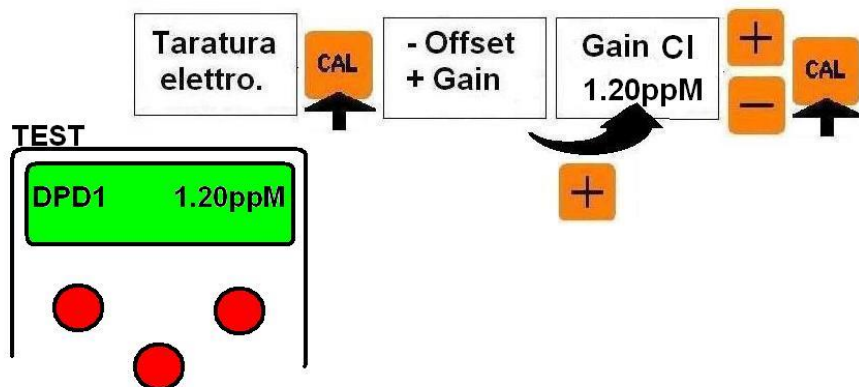 Taratura
elettro.
CAL
- Offset
+ Gain
Gain Cl
1.20ppM
+
−
CAL
+
TEST
DPD1 1.20ppM